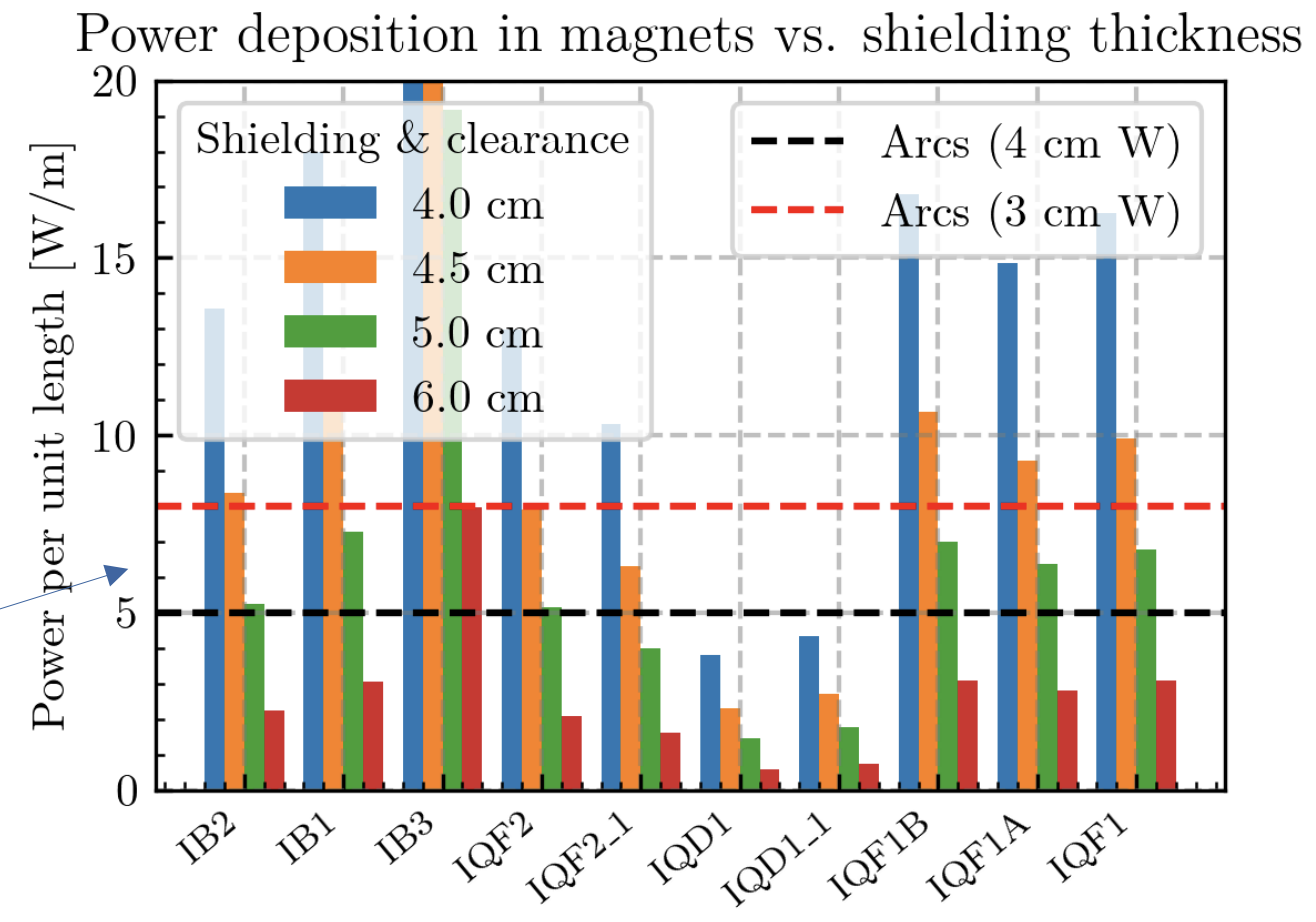 Power deposition in magnets vs. shielding thickness
Power per unit length [W/m]
20
15
10
5
0
Shielding & clearance
4.0 cm
4.5 cm
5.0 cm
6.0 cm
Arcs (4 cm W)
Arcs (3 cm W)
IB2
IB1
IB3
IQF2
IQF2_1
IQD1
IQD1_1
IQF1B
IQF1A
IQF1